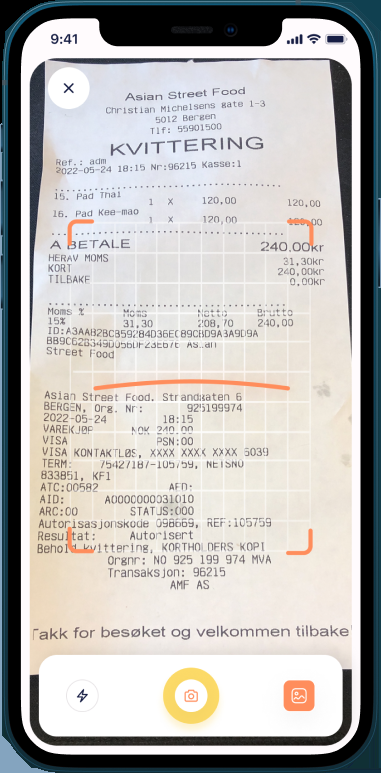 9:41
Asian Street Food
Christian Michelsens gate 1-3
5012 Bergen
Tlf: 55901500
KVITTERING
Ref.: adm
2022-05-24 18:15 Nr:96215 Kasse:1
15. Pad Thai
1 X 120,00 120,00
16. Pad Kee-mao
1 X 120,00 120,00
A BETALE 240,00kr
HERAV MOMS 31,30kr
KORT 240,00kr
TILBAKE 0,00kr
Moms % Moms Netto Brutto
15% 31,30 208,70 240,00
Asian
Street Food
Asian Street Food. Strandgaten 6
BERGEN, Org. Nr: 925199974
2022-05-24 18:15
VAREKJØP NOK 240.00
VISA PSN:00
VISA KONTAKTLØS, XXXX XXXX XXXX 5039
TERM: 75427187-105759, NETSNO
833851, KF1
ATC:00582 AED:
AID: A0000000031010
ARC:00 STATUS:000
Autorisasjonskode 098669, REF:105759
Resultat: Autorisert
Behold kvittering, KORTHOLDERS KOPI
Orgnr: NO 925 199 974 MVA
Transaksjon: 96215
AMF AS
Takk for besøket og velkommen tilbake